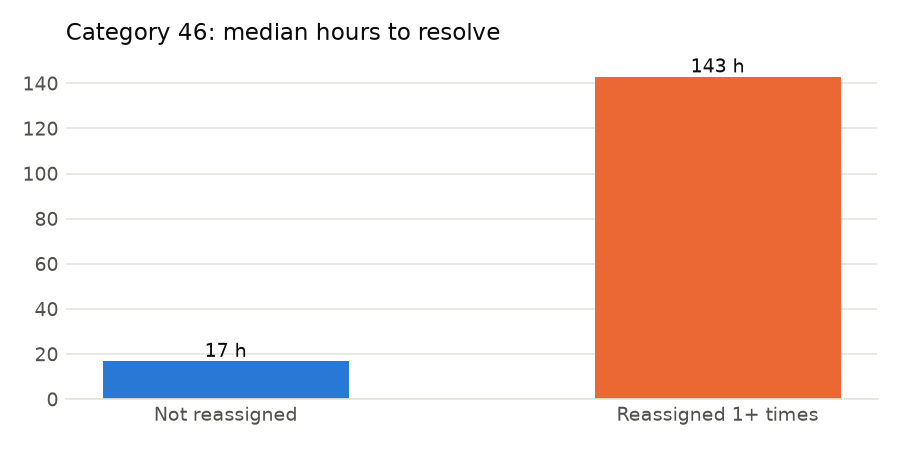 Category 46: median hours to resolve
143 h
140
120
100
80
60
40
17 h
20
0
Not reassigned
Reassigned 1+ times